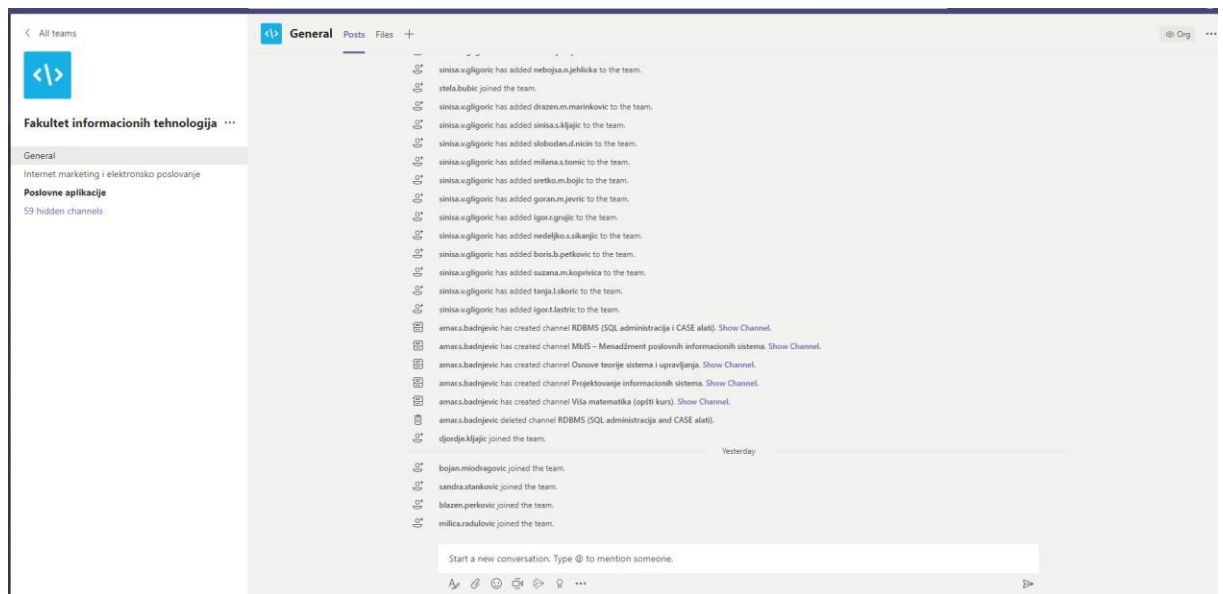 All teams
Fakultet informacionih tehnologija ...
General
Internet marketing i elektronsko poslovanje
Poslovne aplikacije
59 hidden channels
General Posts Files +
Org ...
sinisa.v.gligoric has added nebojsa.n.jehlicka to the team.
stela.bubic joined the team.
sinisa.v.gligoric has added drazen.m.marinkovic to the team.
sinisa.v.gligoric has added sinisa.s.kljajic to the team.
sinisa.v.gligoric has added slobodan.d.nicin to the team.
sinisa.v.gligoric has added milana.s.tomic to the team.
sinisa.v.gligoric has added sretko.m.bojic to the team.
sinisa.v.gligoric has added goran.m.jevric to the team.
sinisa.v.gligoric has added igor.r.grujic to the team.
sinisa.v.gligoric has added nedeljko.s.sikanjic to the team.
sinisa.v.gligoric has added boris.b.petkovic to the team.
sinisa.v.gligoric has added suzana.m.koprivica to the team.
sinisa.v.gligoric has added tanja.l.skoric to the team.
sinisa.v.gligoric has added igor.t.lastric to the team.
amar.s.badnjevic has created channel RDBMS (SQL administracija i CASE alati). Show Channel.
amar.s.badnjevic has created channel MbIS – Menadžment poslovnih informacionih sistema. Show Channel.
amar.s.badnjevic has created channel Osnove teorije sistema i upravljanja. Show Channel.
amar.s.badnjevic has created channel Projektovanje informacionih sistema. Show Channel.
amar.s.badnjevic has created channel Viša matematika (opšti kurs). Show Channel.
amar.s.badnjevic deleted channel RDBMS (SQL administracija and CASE alati).
djordje.kljajic joined the team.
Yesterday
bojan.miodragovic joined the team.
sandra.stankovic joined the team.
blazen.perkovic joined the team.
milica.radulovic joined the team.
Start a new conversation. Type @ to mention someone.